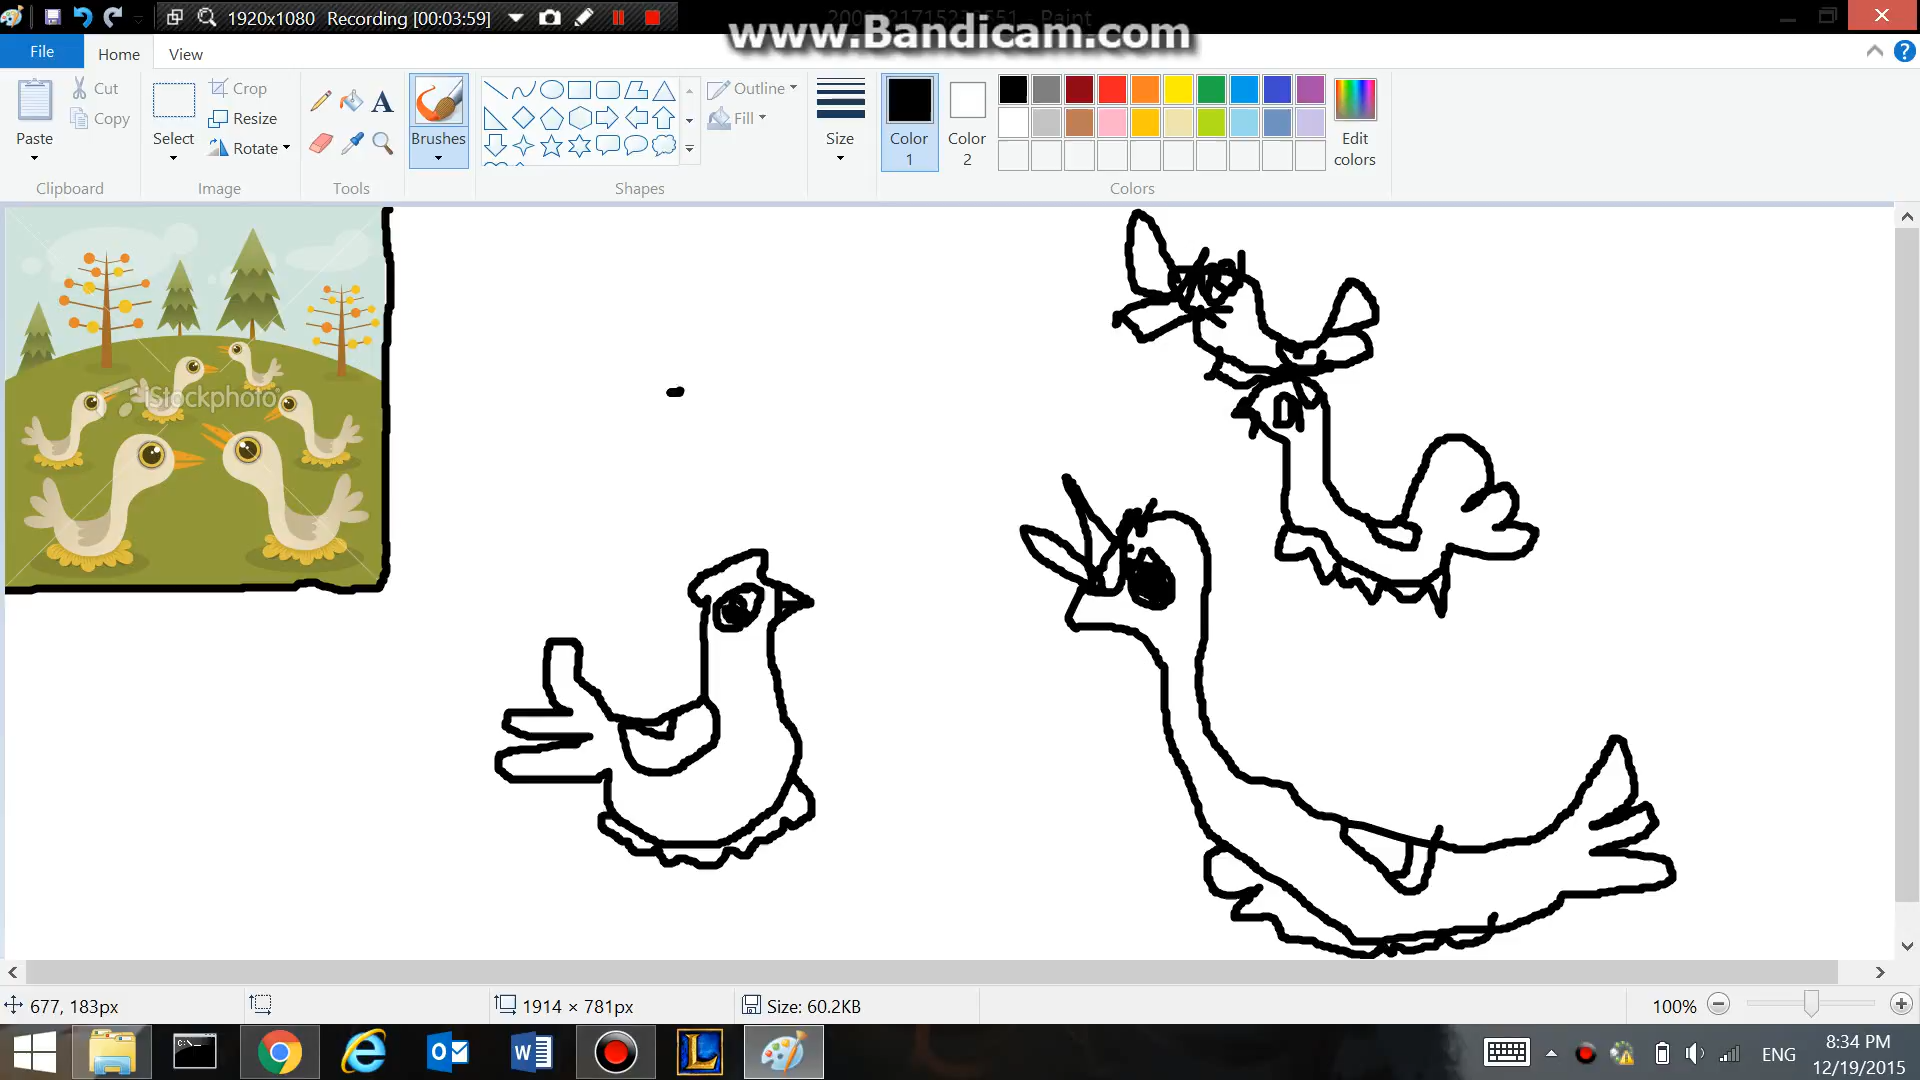 1920x1080 Recording [00:03:59]
www.Bandicam.com
File
Home
View
Paste
Cut
Copy
Clipboard
Select
Crop
Resize
Rotate
Image
Tools
Brushes
Shapes
Outline
Fill
Size
Color 1
Color 2
Edit colors
Colors
iStockphoto
677, 183px
1914 × 781px
Size: 60.2KB
100%
ENG
8:34 PM
12/19/2015